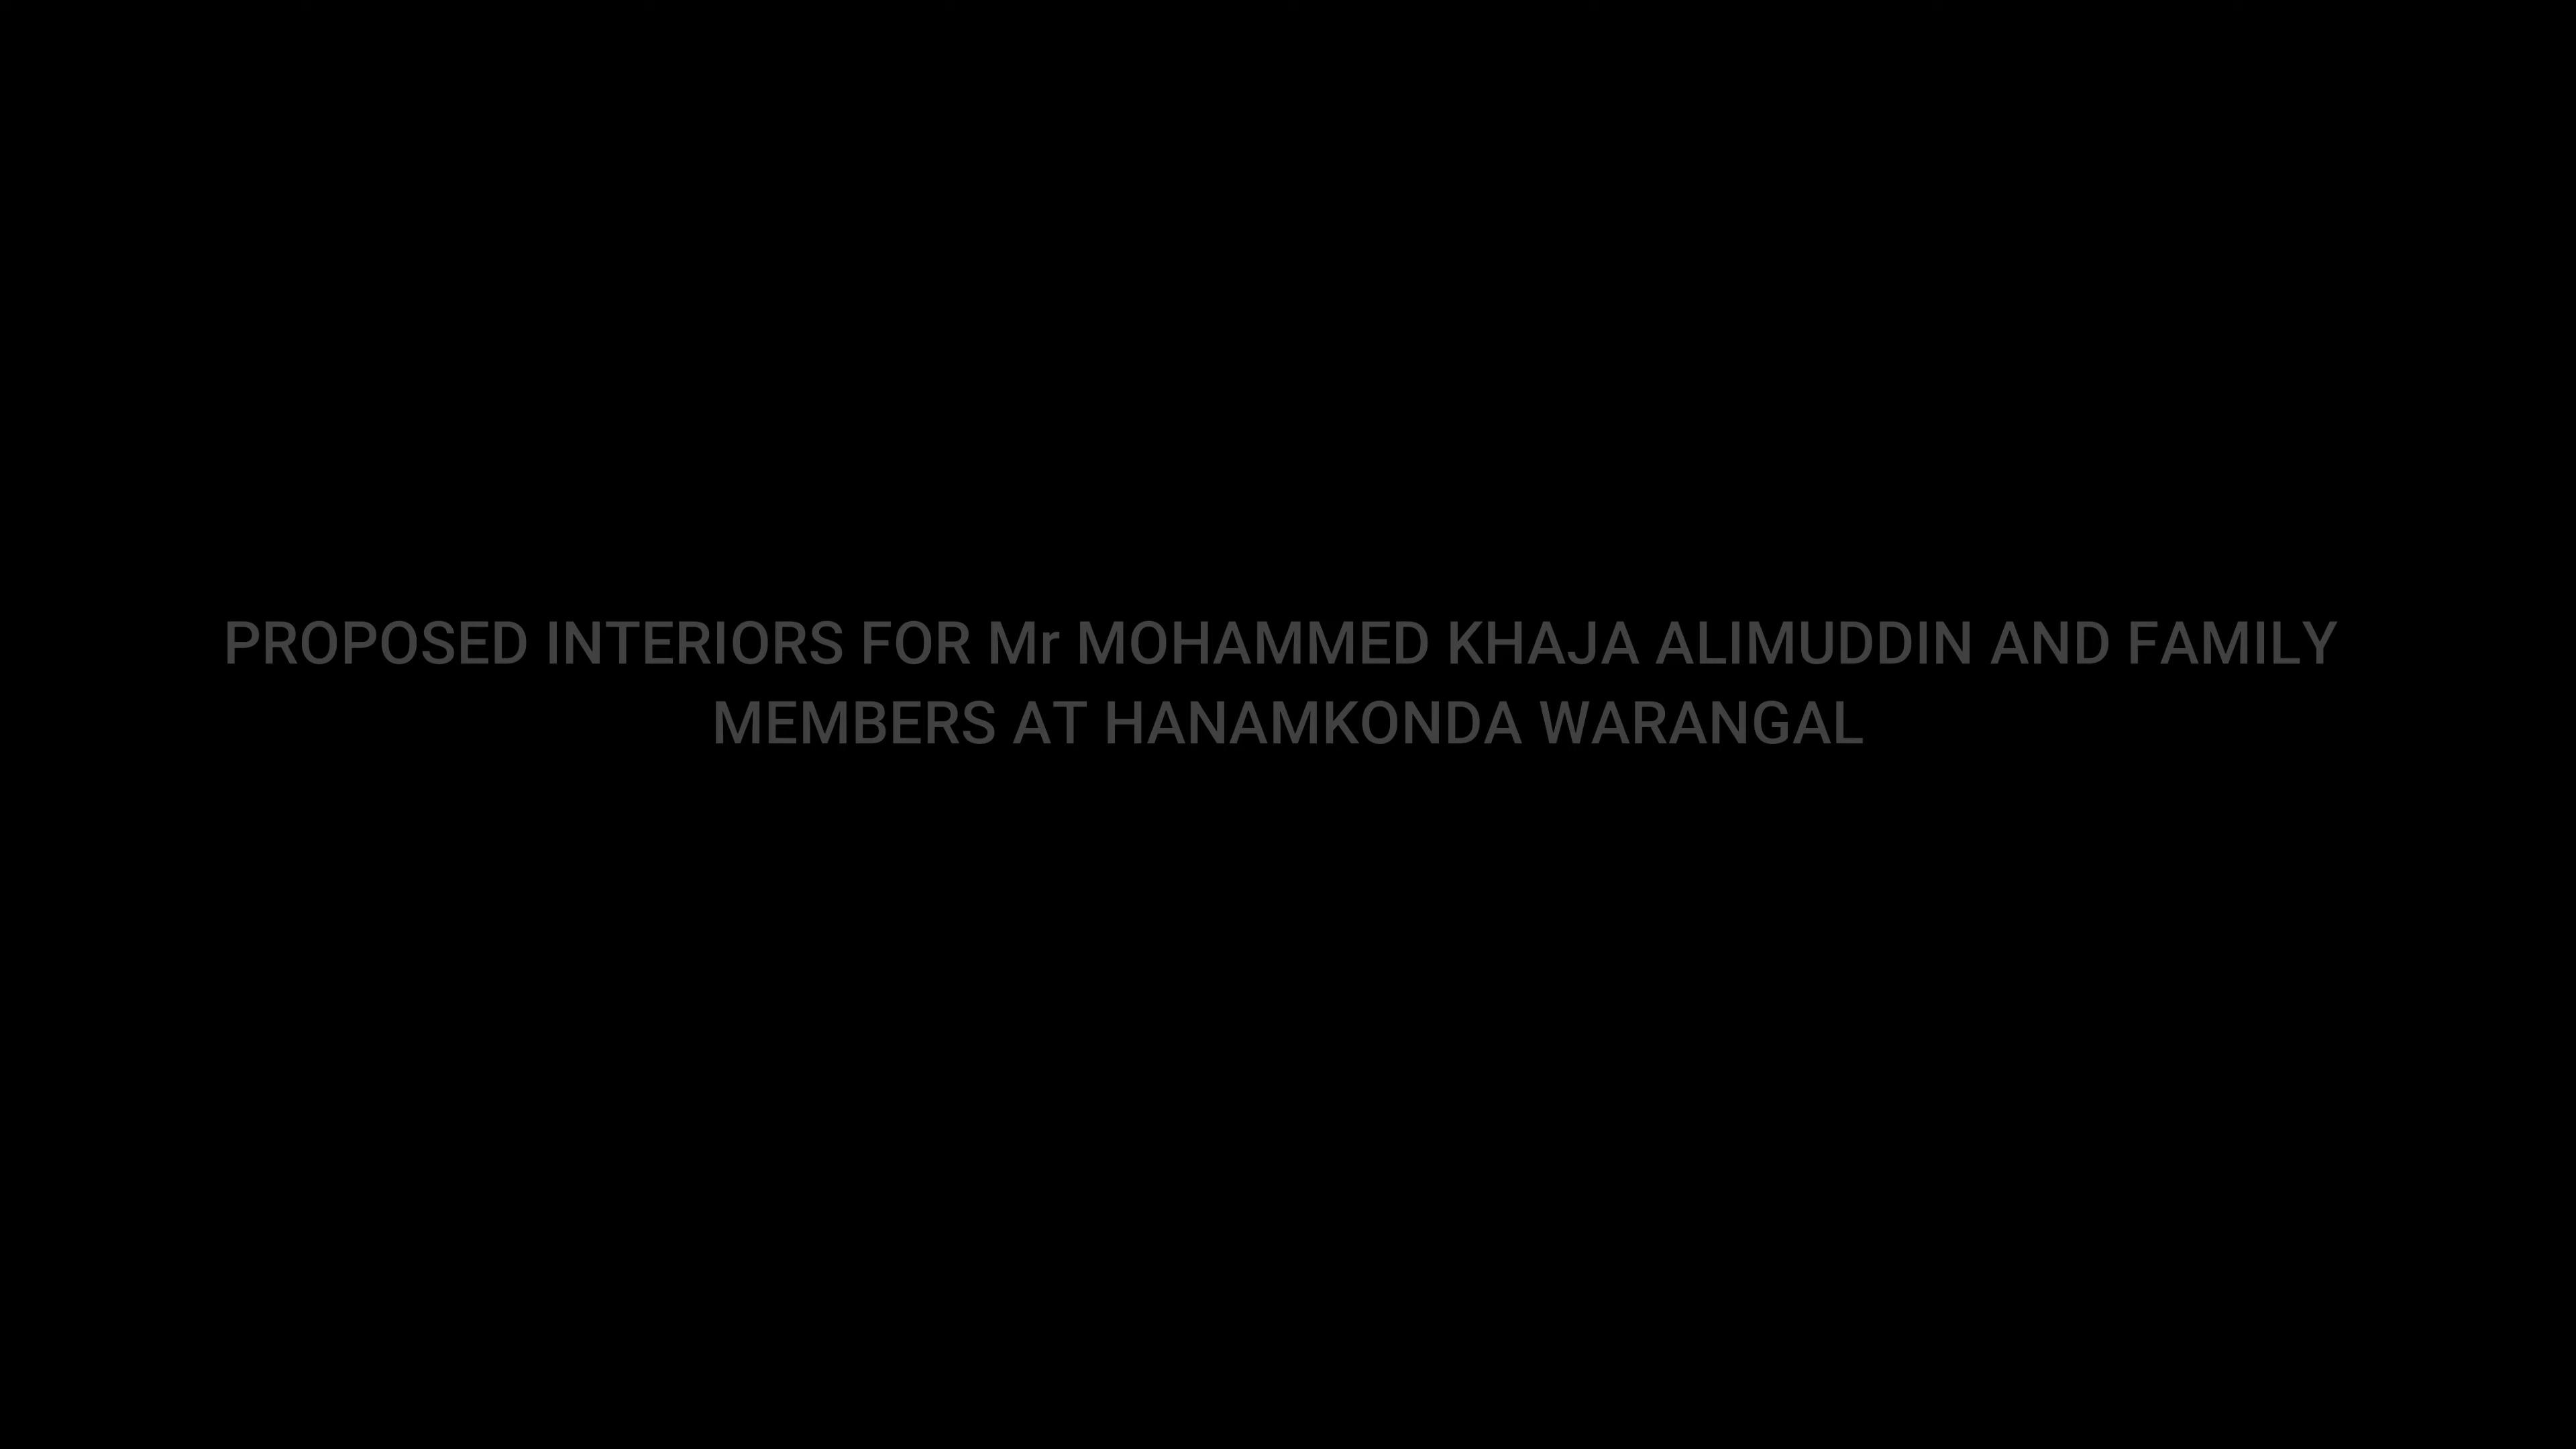 PROPOSED INTERIORS FOR Mr MOHAMMED KHAJA ALIMUDDIN AND FAMILY
MEMBERS AT HANAMKONDA WARANGAL